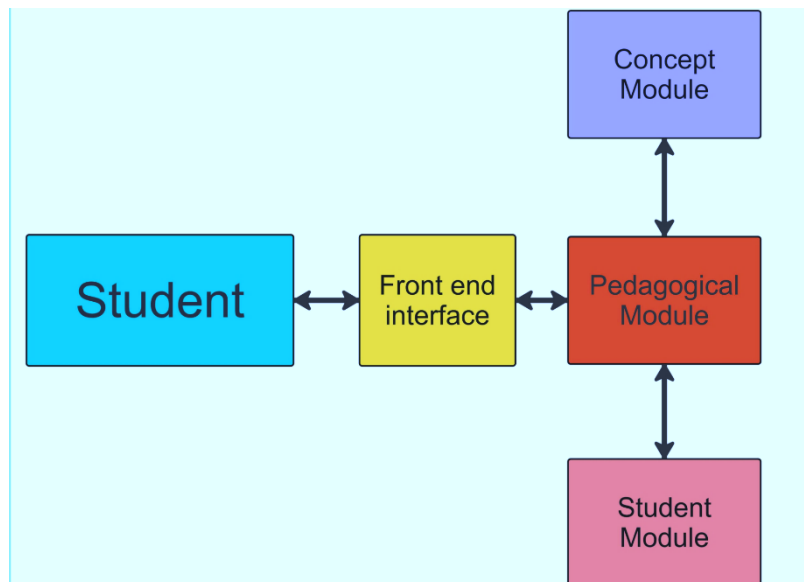 Concept
Module
Student
Front end
interface
Pedagogical
Module
Student
Module